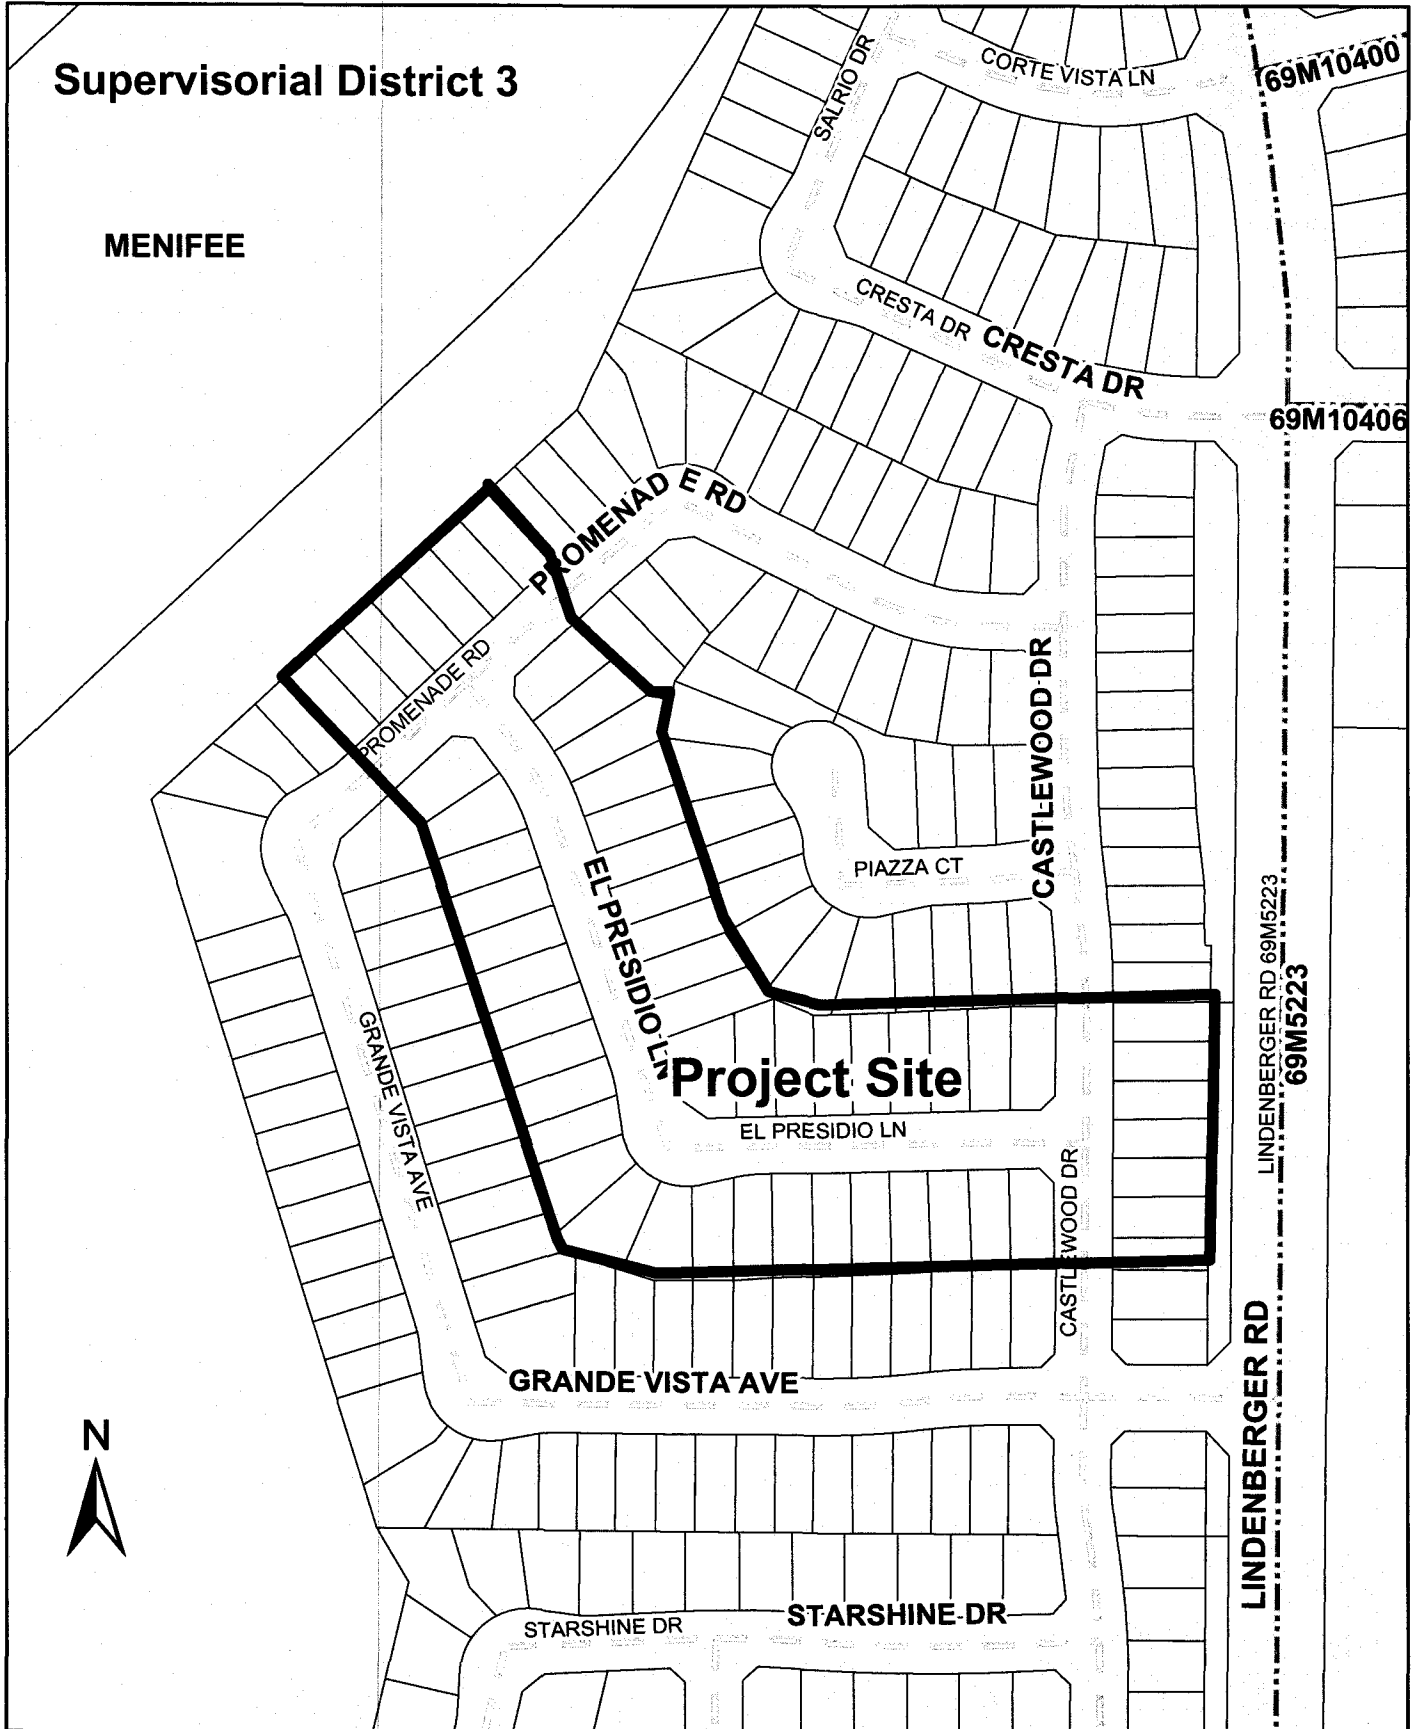 Supervisorial District 3
MENIFEE
SALRIO DR
CORTE VISTA LN
69M10400
CRESTA DR
CRESTA DR
69M10406
PROMENADE RD
PROMENADE RD
CASTLEWOOD DR
PIAZZA CT
EL PRESIDIO LN
LINDENBERGER RD 69M5223
69M5223
GRANDE VISTA AVE
Project Site
EL PRESIDIO LN
CASTLEWOOD DR
LINDENBERGER RD
GRANDE VISTA AVE
N
STARSHINE DR
STARSHINE DR